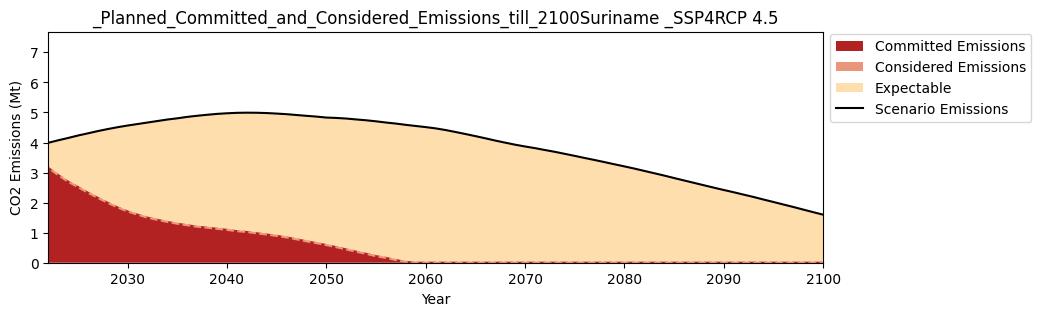 _Planned_Committed_and_Considered_Emissions_till_2100Suriname _SSP4RCP 4.5
CO2 Emissions (Mt)
7
6
5
4
3
2
1
0
2030 2040 2050 2060 2070 2080 2090 2100
Year
Committed Emissions
Considered Emissions
Expectable
Scenario Emissions